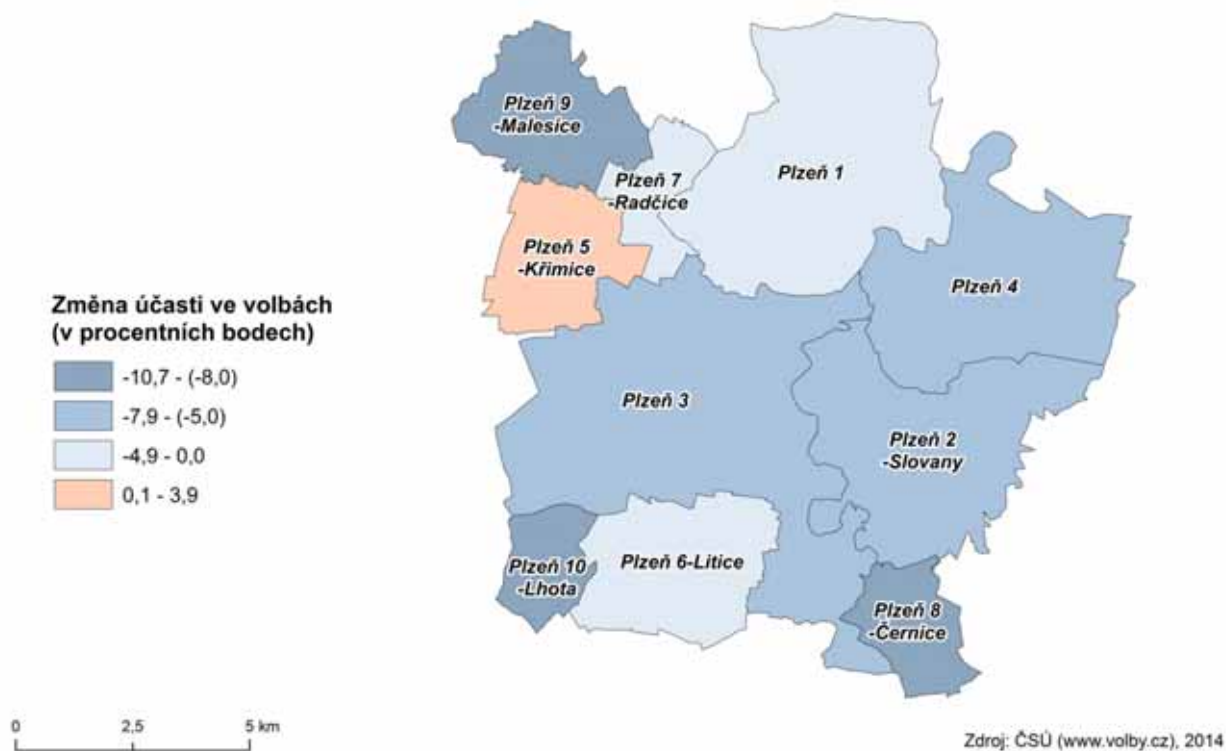 Plzeň 9
-Malesice
Plzeň 7
-Radčice
Plzeň 1
Plzeň 5
-Křimice
Plzeň 4
Změna účasti ve volbách
(v procentních bodech)
-10,7 - (-8,0)
-7,9 - (-5,0)
-4,9 - 0,0
0,1 - 3,9
Plzeň 3
Plzeň 2
-Slovany
Plzeň 10
-Lhota
Plzeň 6-Litice
Plzeň 8
-Černice
0 2,5 5 km
Zdroj: ČSÚ (www.volby.cz), 2014